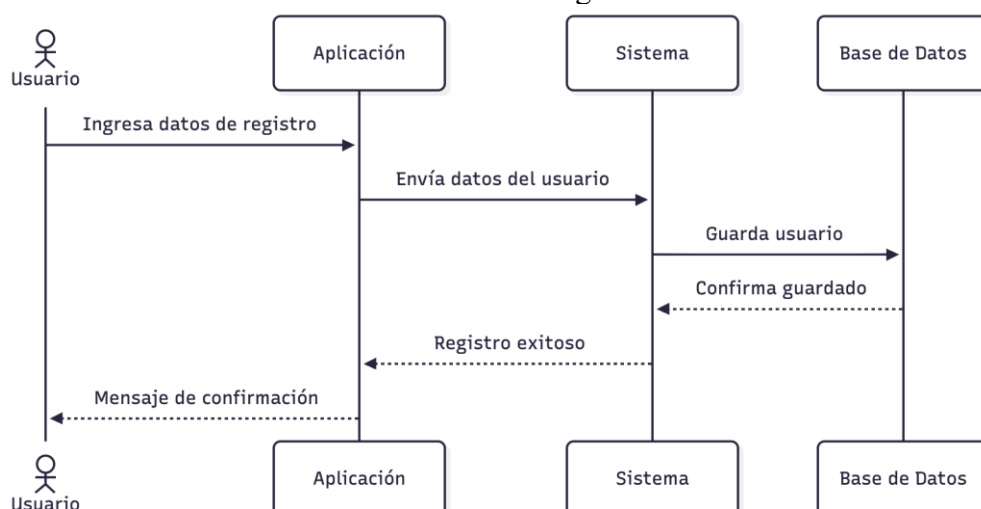 Aplicación
Sistema
Base de Datos
Usuario
Ingresa datos de registro
Envía datos del usuario
Guarda usuario
Confirma guardado
Registro exitoso
Mensaje de confirmación
Aplicación
Sistema
Base de Datos
Usuario